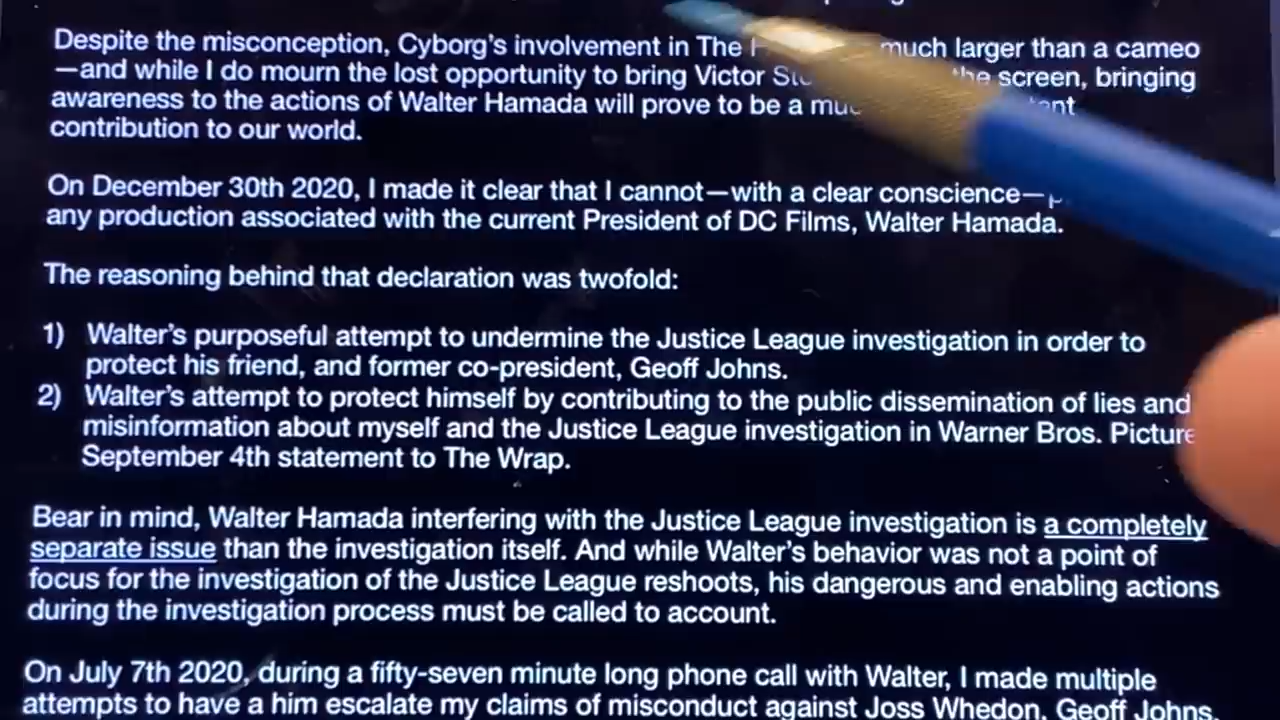 Despite the misconception, Cyborg's involvement in The much larger than a cameo
—and while I do mourn the lost opportunity to bring Victor the screen, bringing
awareness to the actions of Walter Hamada will prove to be a
contribution to our world.
On December 30th 2020, I made it clear that I cannot—with a clear conscience—
any production associated with the current President of DC Films, Walter Hamada.
The reasoning behind that declaration was twofold:
1) Walter's purposeful attempt to undermine the Justice League investigation in order to
protect his friend, and former co-president, Geoff Johns.
2) Walter's attempt to protect himself by contributing to the public dissemination of lies and
misinformation about myself and the Justice League investigation in Warner Bros.
September 4th statement to The Wrap.
Bear in mind, Walter Hamada interfering with the Justice League investigation is a completely
separate issue than the investigation itself. And while Walter's behavior was not a point of
focus for the investigation of the Justice League reshoots, his dangerous and enabling actions
during the investigation process must be called to account.
On July 7th 2020, during a fifty-seven minute long phone call with Walter, I made multiple
attempts to have a him escalate my claims of misconduct against Joss Whedon, Geoff Johns,